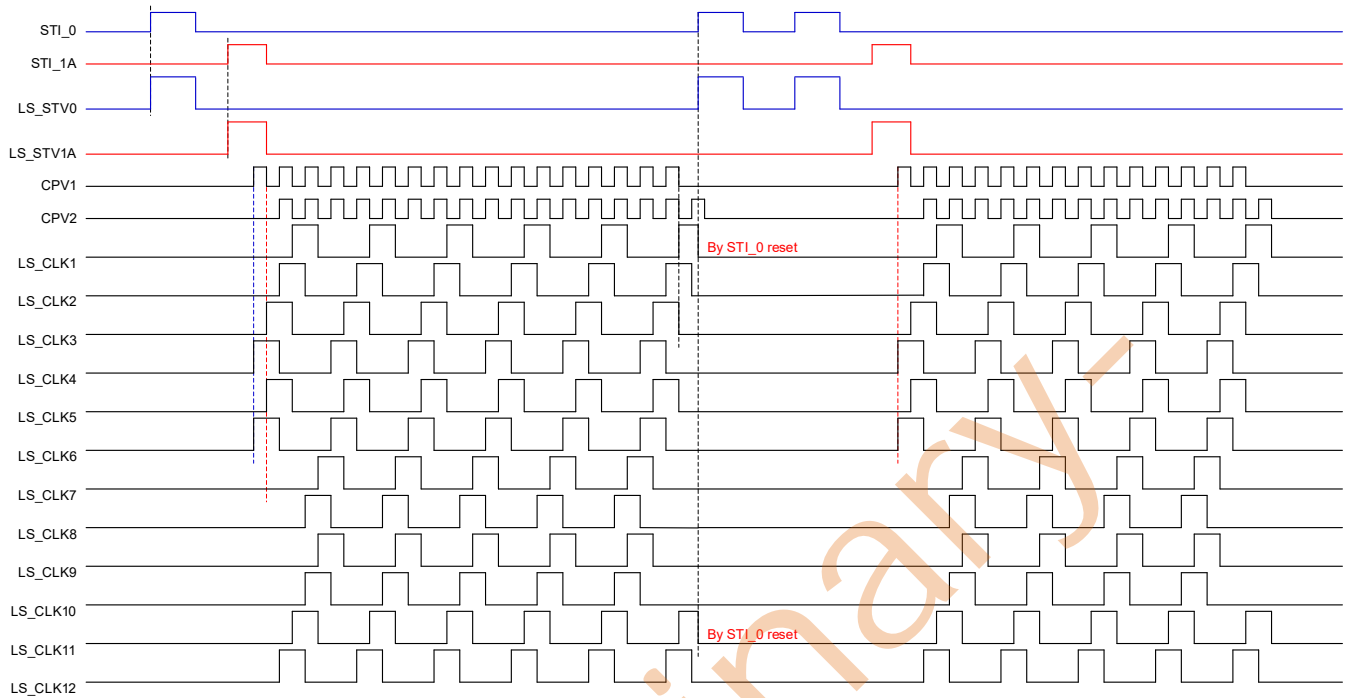 STI_0
STI_1A
LS_STV0
LS_STV1A
CPV1
CPV2
By STI_0 reset
LS_CLK1
LS_CLK2
LS_CLK3
LS_CLK4
LS_CLK5
LS_CLK6
LS_CLK7
LS_CLK8
LS_CLK9
LS_CLK10
By STI_0 reset
LS_CLK11
LS_CLK12
inary-